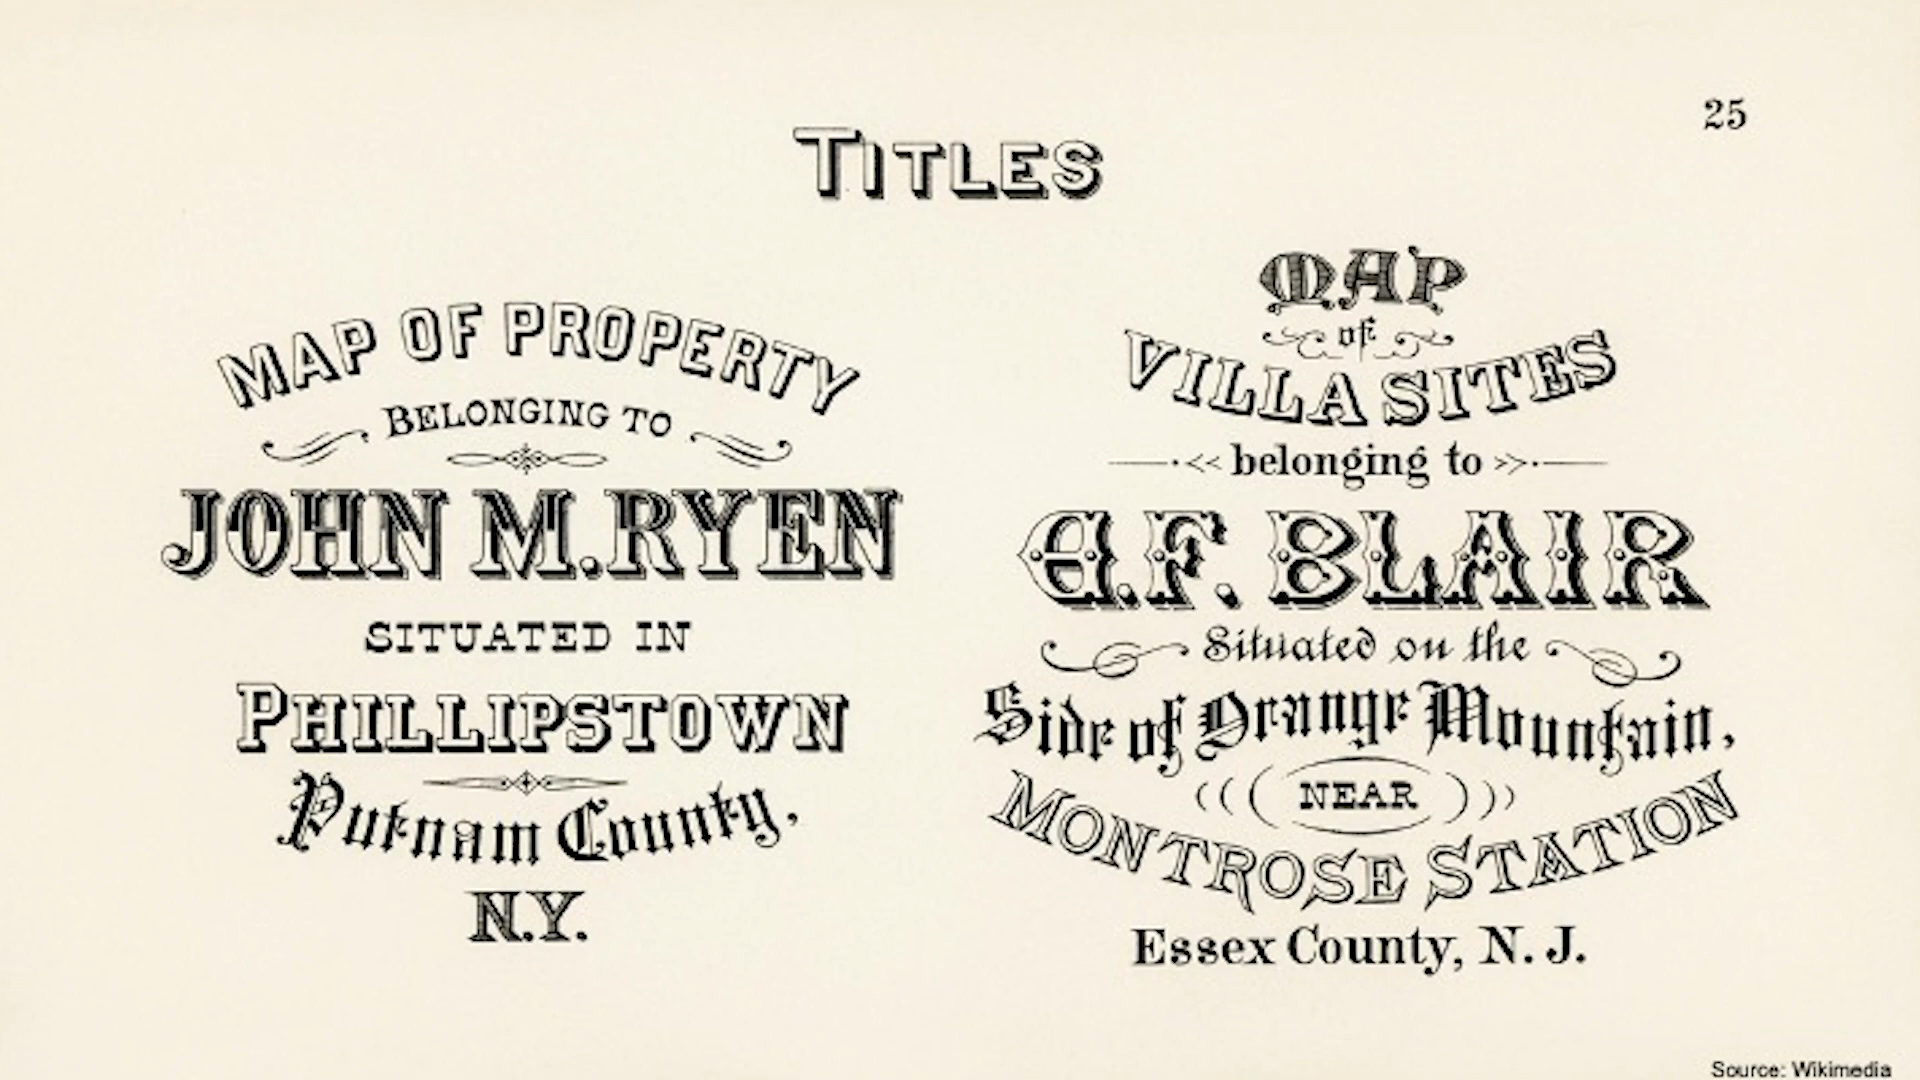 25
TITLES
MAP OF PROPERTY
BELONGING TO
JOHN M. RYEN
SITUATED IN
PHILLIPSTOWN
Putnam County,
N.Y.
MAP
of
VILLA SITES
belonging to
A.F. BLAIR
Situated on the
Side of Orange Mountain,
NEAR
MONTROSE STATION
Essex County, N. J.
Source: Wikimedia